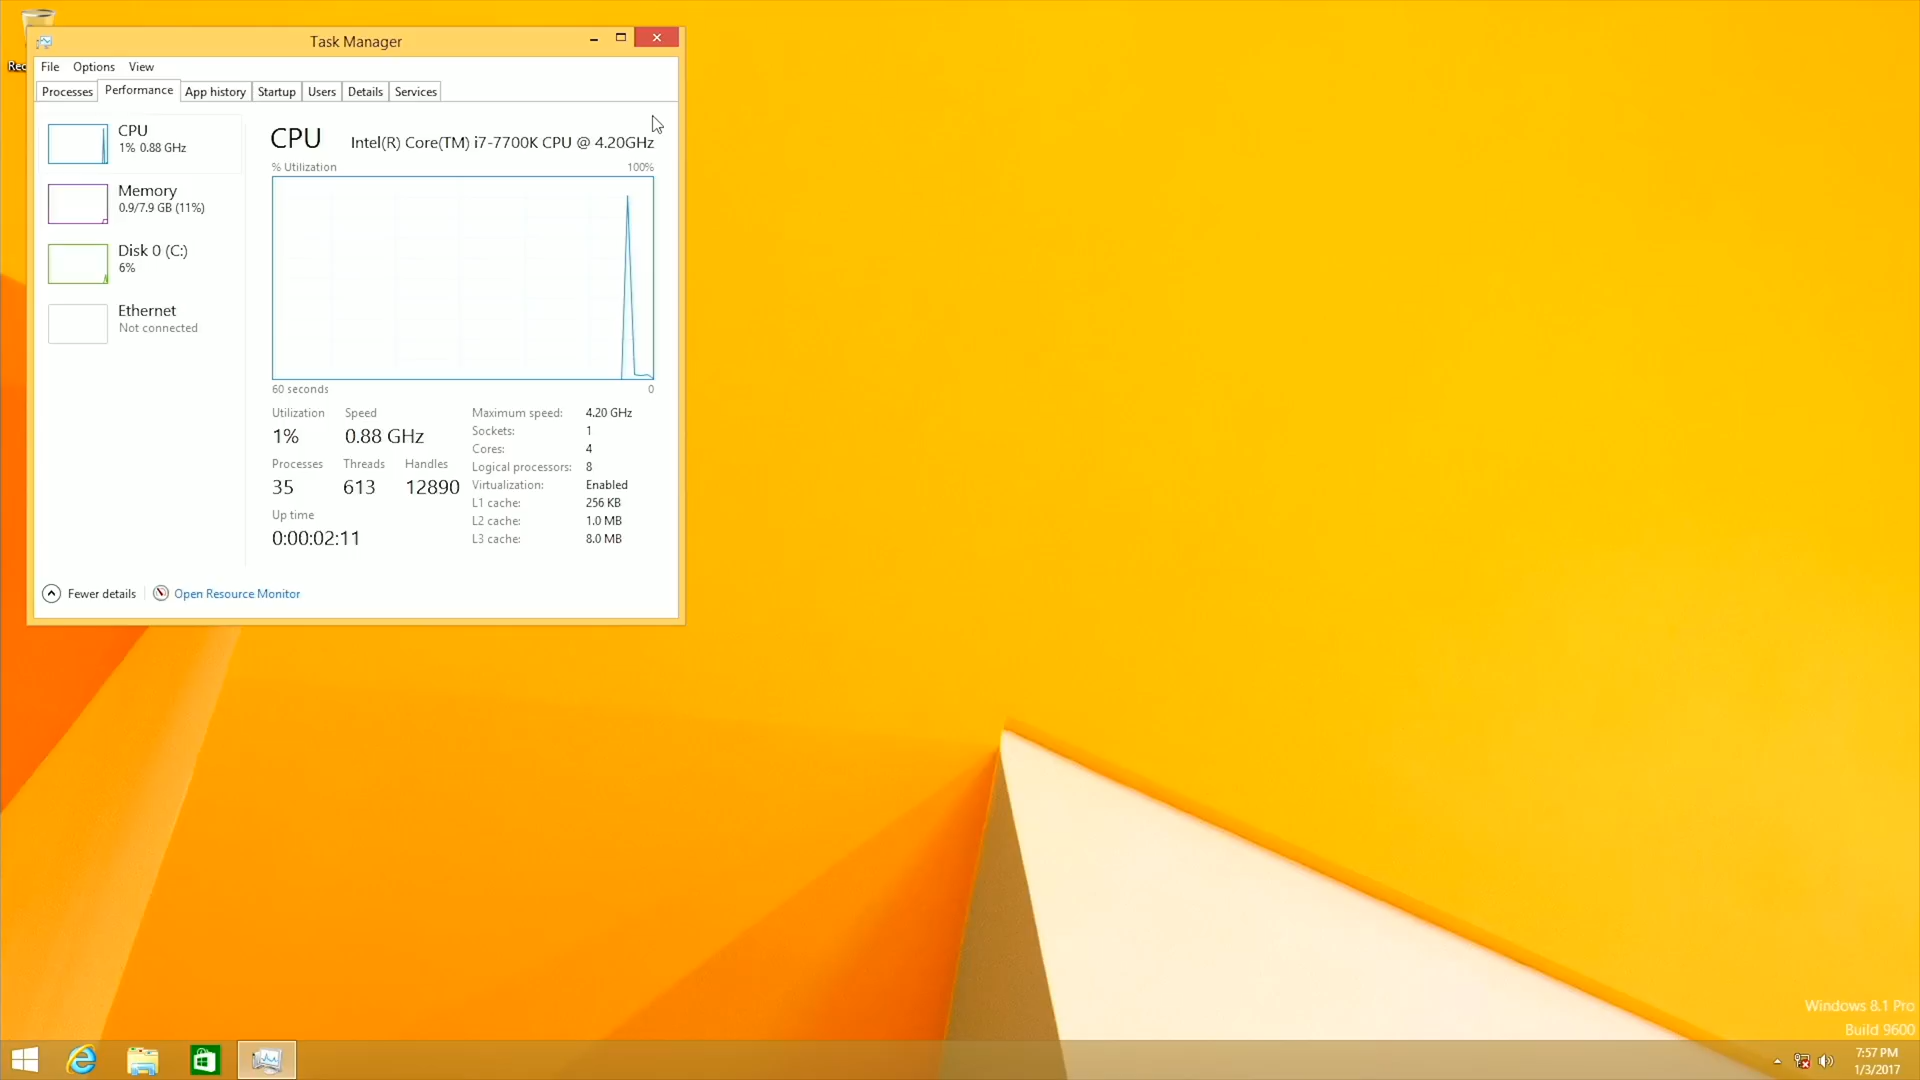 Task Manager
File Options View
Processes Performance App history Startup Users Details Services
CPU
1% 0.88 GHz
Memory
0.9/7.9 GB (11%)
Disk 0 (C:)
6%
Ethernet
Not connected
CPU Intel(R) Core(TM) i7-7700K CPU @ 4.20GHz
% Utilization 100%
60 seconds 0
Utilization Speed
1% 0.88 GHz
Processes Threads Handles
35 613 12890
Up time
0:00:02:11
Maximum speed: 4.20 GHz
Sockets: 1
Cores: 4
Logical processors: 8
Virtualization: Enabled
L1 cache: 256 KB
L2 cache: 1.0 MB
L3 cache: 8.0 MB
Fewer details Open Resource Monitor
Windows 8.1 Pro
Build 9600
7:57 PM
1/3/2017